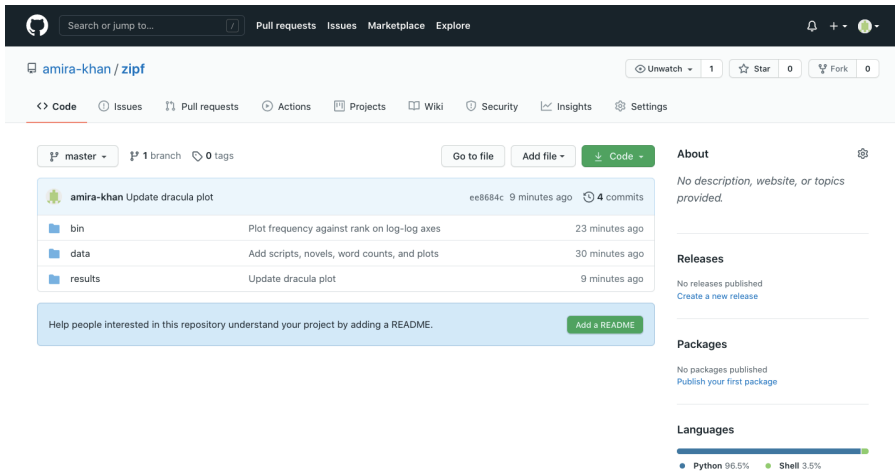 Search or jump to... /
Pull requests Issues Marketplace Explore
amira-khan / zipf
Unwatch 1 Star 0 Fork 0
Code Issues Pull requests Actions Projects Wiki Security Insights Settings
master 1 branch 0 tags Go to file Add file Code
amira-khan Update dracula plot ee8684c 9 minutes ago 4 commits
bin Plot frequency against rank on log-log axes 23 minutes ago
data Add scripts, novels, word counts, and plots 30 minutes ago
results Update dracula plot 9 minutes ago
Help people interested in this repository understand your project by adding a README. Add a README
About
No description, website, or topics
provided.
Releases
No releases published
Create a new release
Packages
No packages published
Publish your first package
Languages
Python 96.5% Shell 3.5%